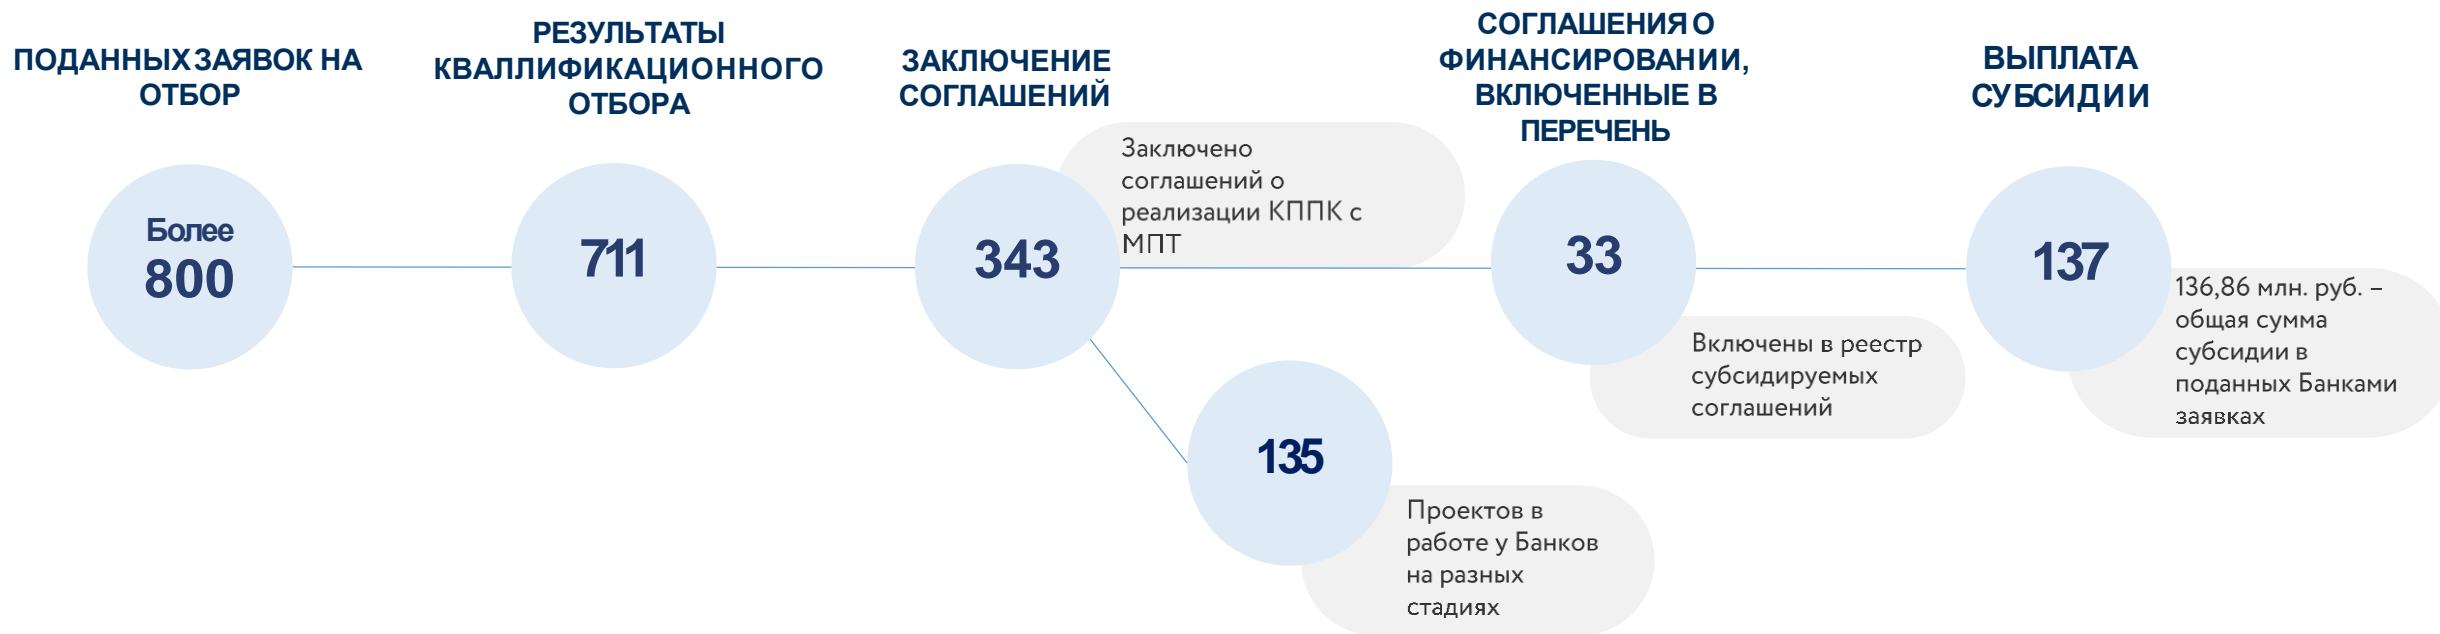 ПОДАННЫХ ЗАЯВОК НА
ОТБОР
Более
800
РЕЗУЛЬТАТЫ
КВАЛЛИФИКАЦИОННОГО
ОТБОРА
711
ЗАКЛЮЧЕНИЕ
СОГЛАШЕНИЙ
343
Заключено
соглашений о
реализации КППК с
МПТ
135
Проектов в
работе у Банков
на разных
стадиях
СОГЛАШЕНИЯ О
ФИНАНСИРОВАНИИ,
ВКЛЮЧЕННЫЕ В
ПЕРЕЧЕНЬ
33
Включены в реестр
субсидируемых
соглашений
ВЫПЛАТА
СУБСИДИИ
137
136,86 млн. руб. –
общая сумма
субсидии в
поданных Банками
заявках